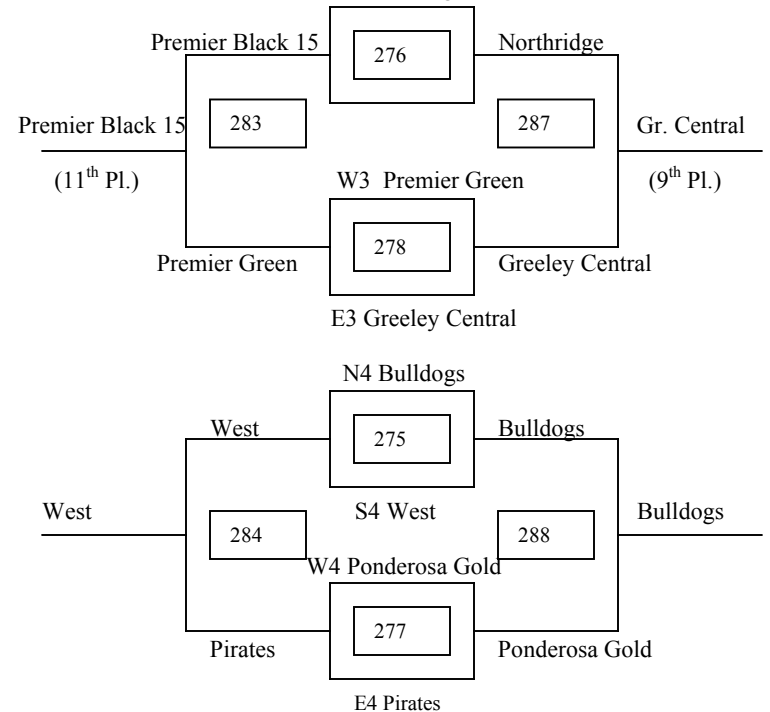 Premier Black 15
276
Northridge
Premier Black 15
283
287
Gr. Central
(11th Pl.)
W3 Premier Green
(9th Pl.)
278
Premier Green
Greeley Central
E3 Greeley Central
N4 Bulldogs
West
275
Bulldogs
West
S4 West
Bulldogs
284
288
W4 Ponderosa Gold
277
Pirates
Ponderosa Gold
E4 Pirates